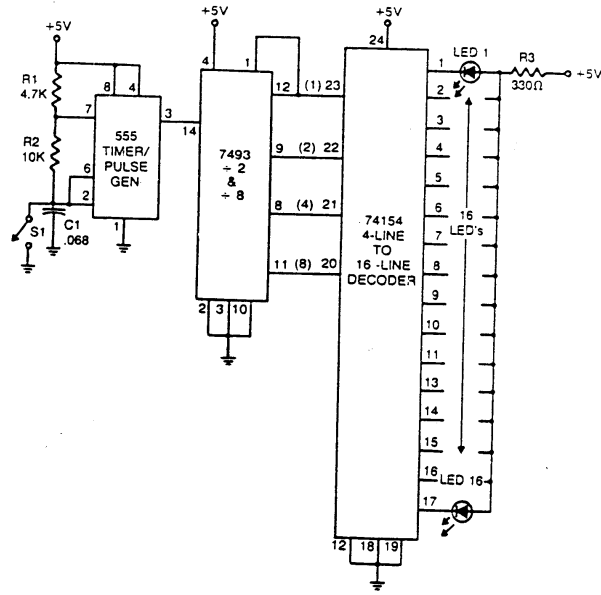 +5V
R1
4.7K
R2
10K
S1
C1
.068
8
4
7
6
2
1
3
555
TIMER/
PULSE
GEN
+5V
4
1
14
12
9
8
11
7493
÷ 2
&
÷ 8
2
3
10
(1) 23
(2) 22
(4) 21
(8) 20
+5V
24
74154
4-LINE
TO
16-LINE
DECODER
12
18
19
1
2
3
4
5
6
7
8
9
10
11
13
14
15
16
17
LED 1
16
LED's
LED 16
R3
330Ω
+5V